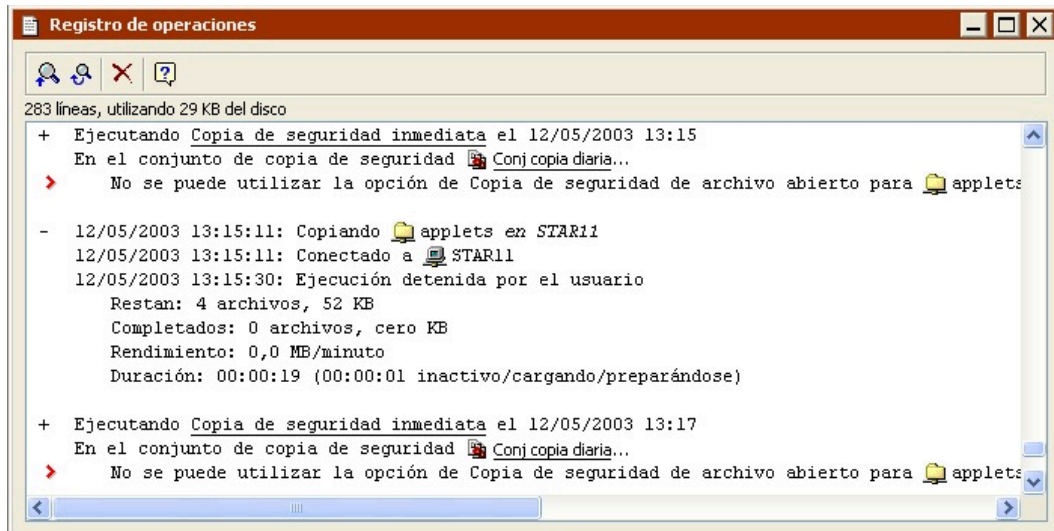 Registro de operaciones
283 líneas, utilizando 29 KB del disco
+ Ejecutando Copia de seguridad inmediata el 12/05/2003 13:15
En el conjunto de copia de seguridad Conj copia diaria...
No se puede utilizar la opción de Copia de seguridad de archivo abierto para applets
- 12/05/2003 13:15:11: Copiando applets en STAR11
12/05/2003 13:15:11: Conectado a STAR11
12/05/2003 13:15:30: Ejecución detenida por el usuario
Restan: 4 archivos, 52 KB
Completados: 0 archivos, cero KB
Rendimiento: 0,0 MB/minuto
Duración: 00:00:19 (00:00:01 inactivo/cargando/preparándose)
+ Ejecutando Copia de seguridad inmediata el 12/05/2003 13:17
En el conjunto de copia de seguridad Conj copia diaria...
No se puede utilizar la opción de Copia de seguridad de archivo abierto para applets